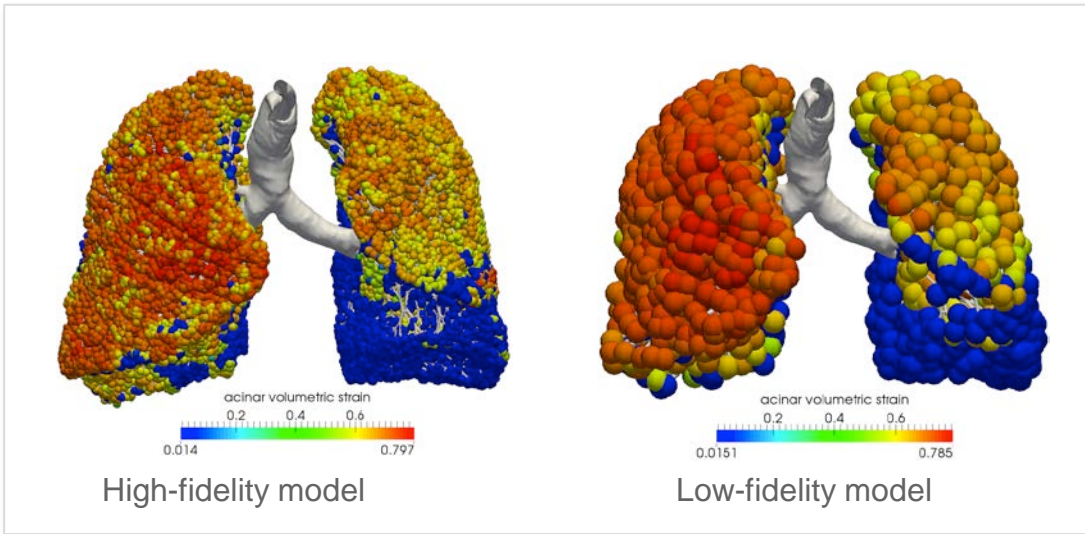 acinar volumetric strain
0.2 0.4 0.6
0.014 0.797
High-fidelity model
acinar volumetric strain
0.2 0.4 0.6
0.0151 0.785
Low-fidelity model